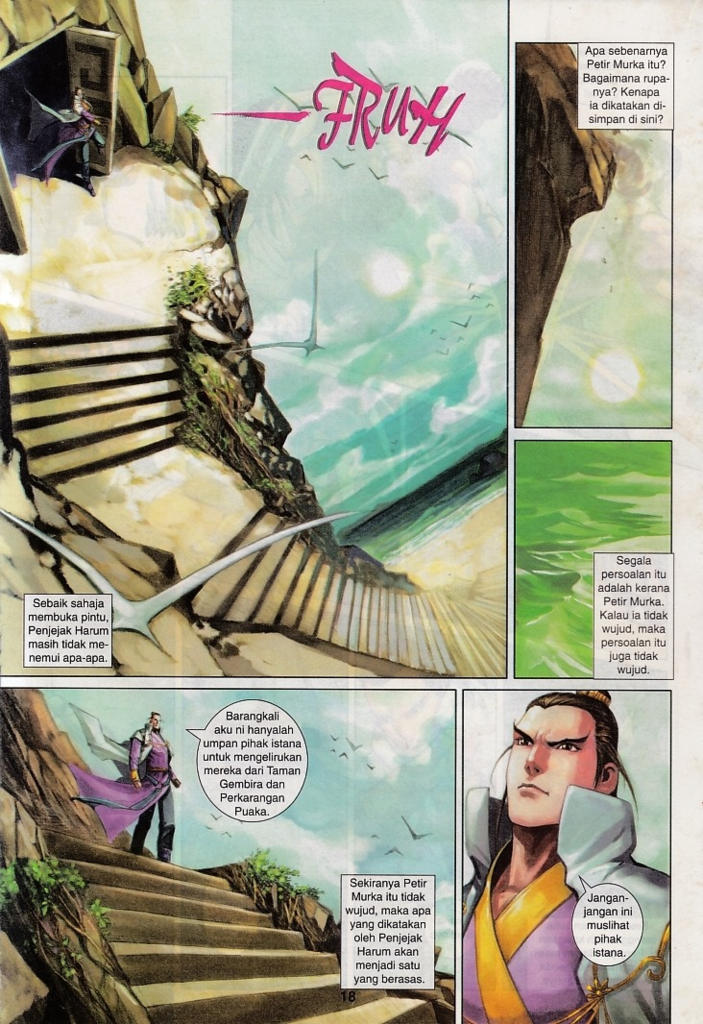 FRUH
Sebaik sahaja
membuka pintu,
Penjejak Harum
masih tidak me-
nemui apa-apa.
Apa sebenarnya
Petir Murka itu?
Bagaimana rupa-
nya? Kenapa
ia dikatakan di-
simpan di sini?
Segala
persoalan itu
adalah kerana
Petir Murka.
Kalau ia tidak
wujud, maka
persoalan itu
juga tidak
wujud.
Barangkali
aku ni hanyalah
umpan pihak istana
untuk mengelirukan
mereka dari Taman
Gembira dan
Perkarangan
Puaka.
Sekiranya Petir
Murka itu tidak
wujud, maka apa
yang dikatakan
oleh Penjejak
Harum akan
menjadi satu
yang berasas.
Jangan-
jangan ini
muslihat
pihak
istana.
18